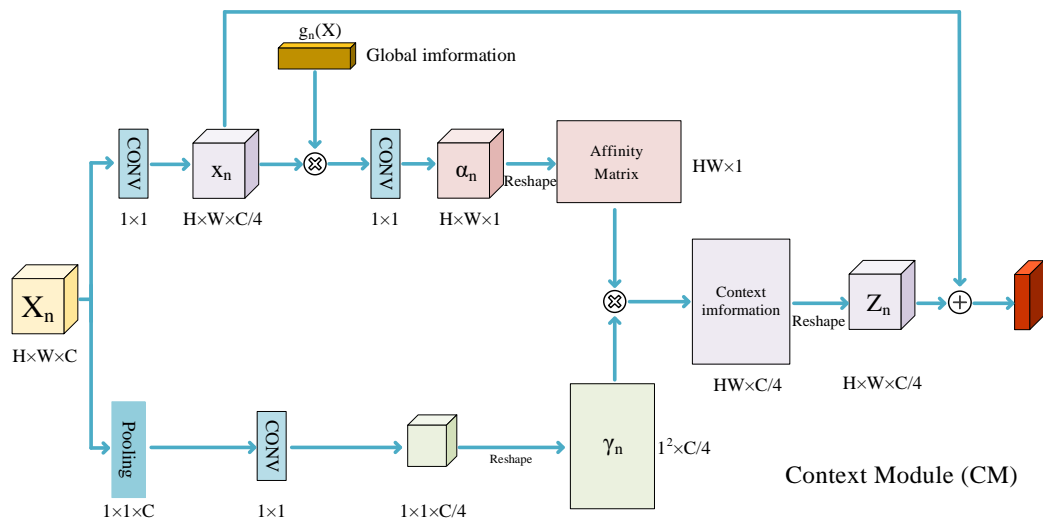 gₙ(X)
Global imformation
CONV
1×1
xₙ
H×W×C/4
CONV
1×1
αₙ
H×W×1
Reshape
Affinity
Matrix
HW×1
Xₙ
H×W×C
Context
imformation
HW×C/4
Reshape
Zₙ
H×W×C/4
Pooling
1×1×C
CONV
1×1
1×1×C/4
Reshape
γₙ
1²×C/4
Context Module (CM)